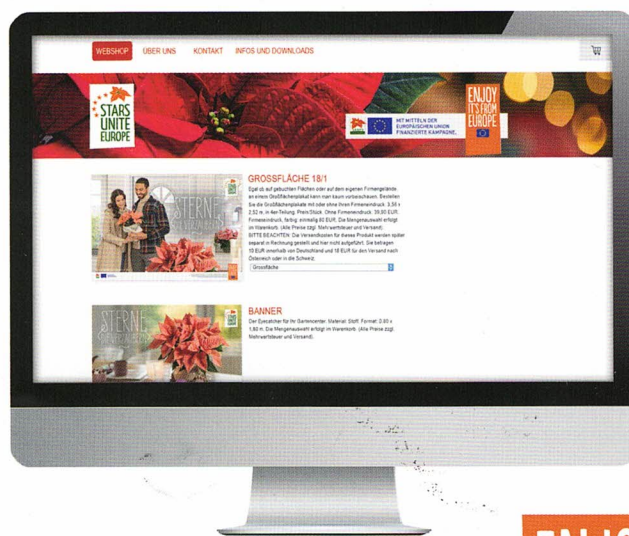 WEBSHOP ÜBER UNS KONTAKT INFOS UND DOWNLOADS
STARS
UNITE
EUROPE
MIT MITTELN DER
EUROPÄISCHEN UNION
FINANZIERTE KAMPAGNE.
ENJOY
IT'S FROM
EUROPE
GROSSFLÄCHE 18/1
Egal ob auf gebuchten Flächen oder auf dem eigenen Firmengelände,
an einem Großflächenplakat kann man kaum vorbeischauen. Bestellen
Sie die Großflächenplakate mit oder ohne Ihren Firmeneindruck. 3,56 x
2,52 m, in 4er-Teilung. Preis/Stück: Ohne Firmeneindruck: 39,00 EUR.
Firmeneindruck, farbig: einmalig 80 EUR. Die Mengenauswahl erfolgt
im Warenkorb. (Alle Preise zzgl. Mehrwertsteuer und Versand).
BITTE BEACHTEN: Die Versandkosten für dieses Produkt werden später
separat in Rechnung gestellt und hier nicht aufgeführt. Sie betragen
10 EUR innerhalb von Deutschland und 18 EUR für den Versand nach
Österreich oder in die Schweiz.
Grossfläche
STERNE
BANNER
Der Eyecatcher für Ihr Gartencenter. Material: Stoff. Format: 0,80 x
1,80 m. Die Mengenauswahl erfolgt im Warenkorb. (Alle Preise zzgl.
Mehrwertsteuer und Versand).
STERNE